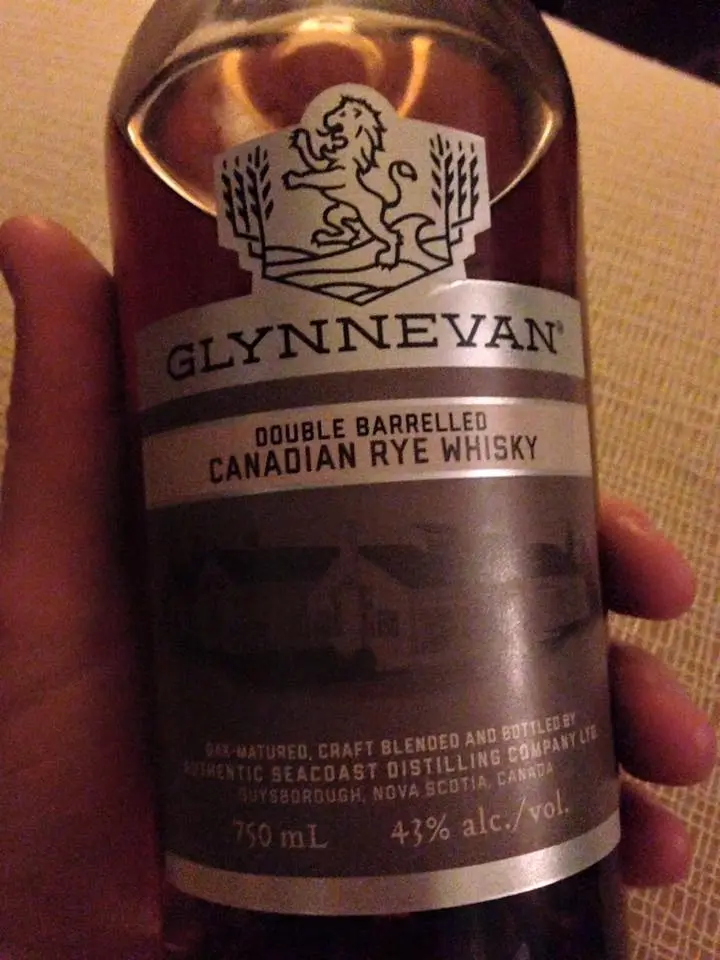 GLYNNEVAN®
DOUBLE BARRELLED
CANADIAN RYE WHISKY
OAK-MATURED, CRAFT BLENDED AND BOTTLED BY
AUTHENTIC SEACOAST DISTILLING COMPANY LTD.
GUYSBOROUGH, NOVA SCOTIA, CANADA
750 mL 43% alc./vol.